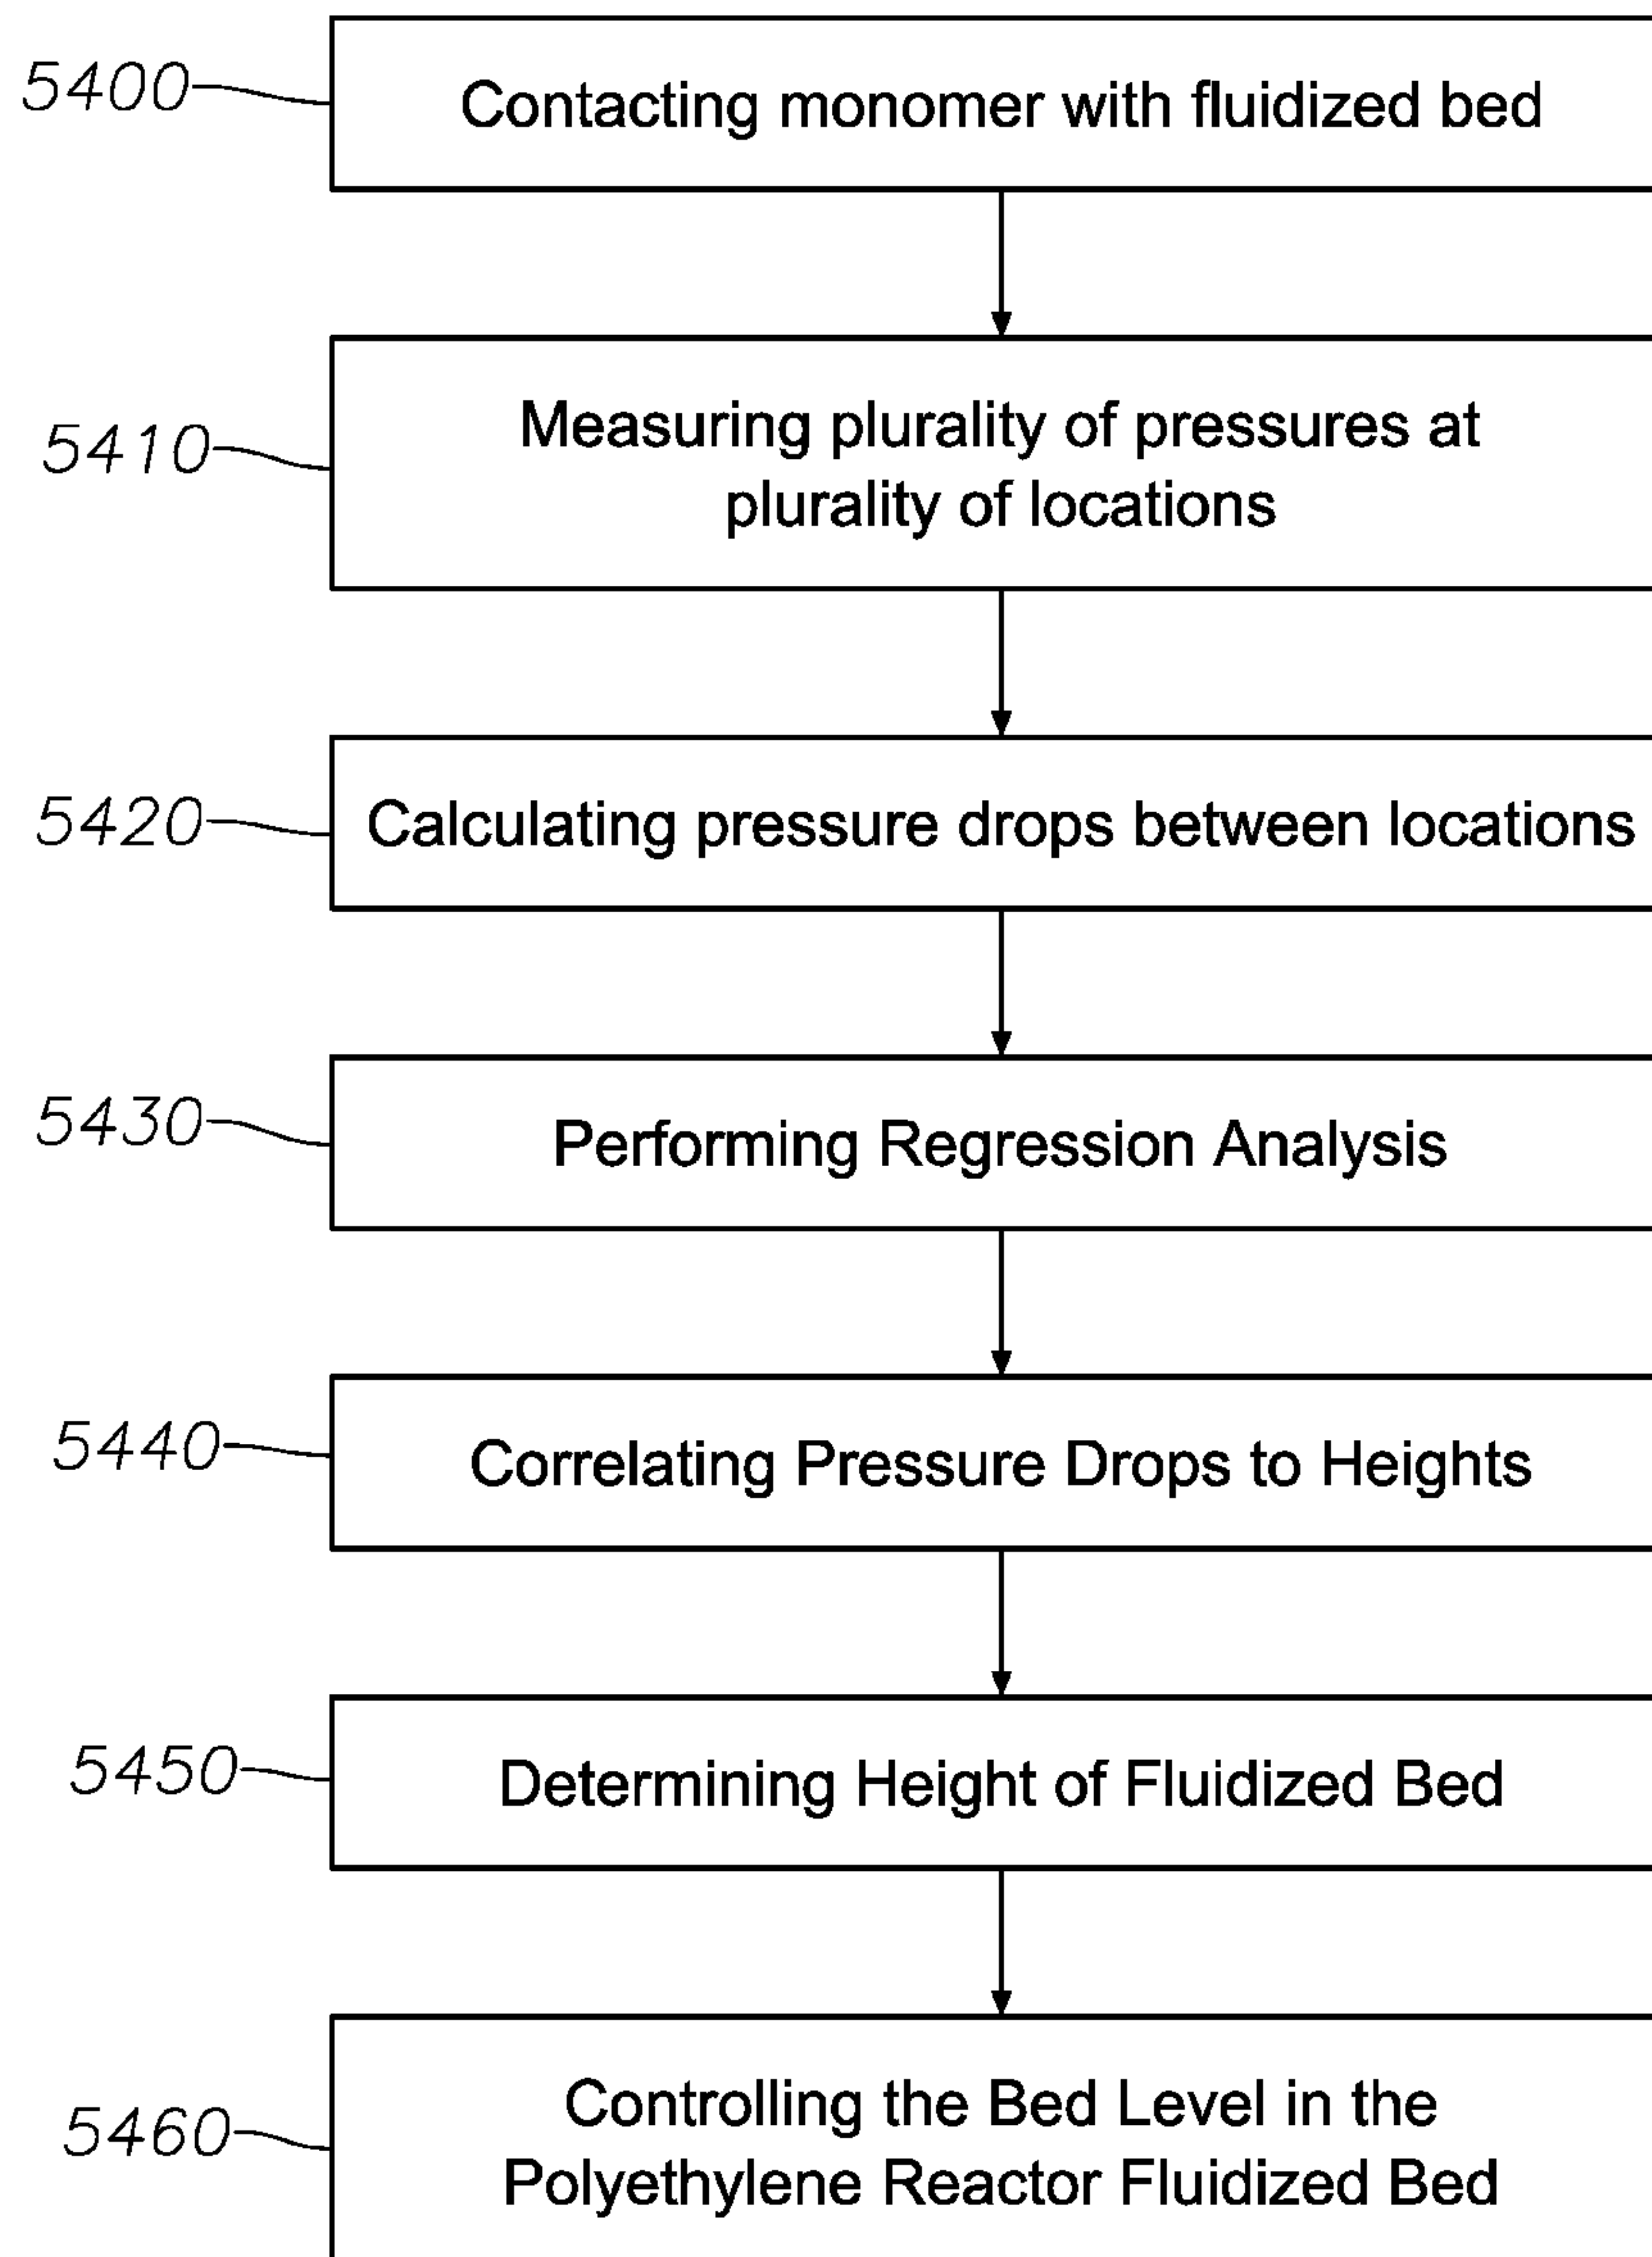 5400
Contacting monomer with fluidized bed
5410
Measuring plurality of pressures at
plurality of locations
5420
Calculating pressure drops between locations
5430
Performing Regression Analysis
5440
Correlating Pressure Drops to Heights
5450
Determining Height of Fluidized Bed
5460
Controlling the Bed Level in the
Polyethylene Reactor Fluidized Bed